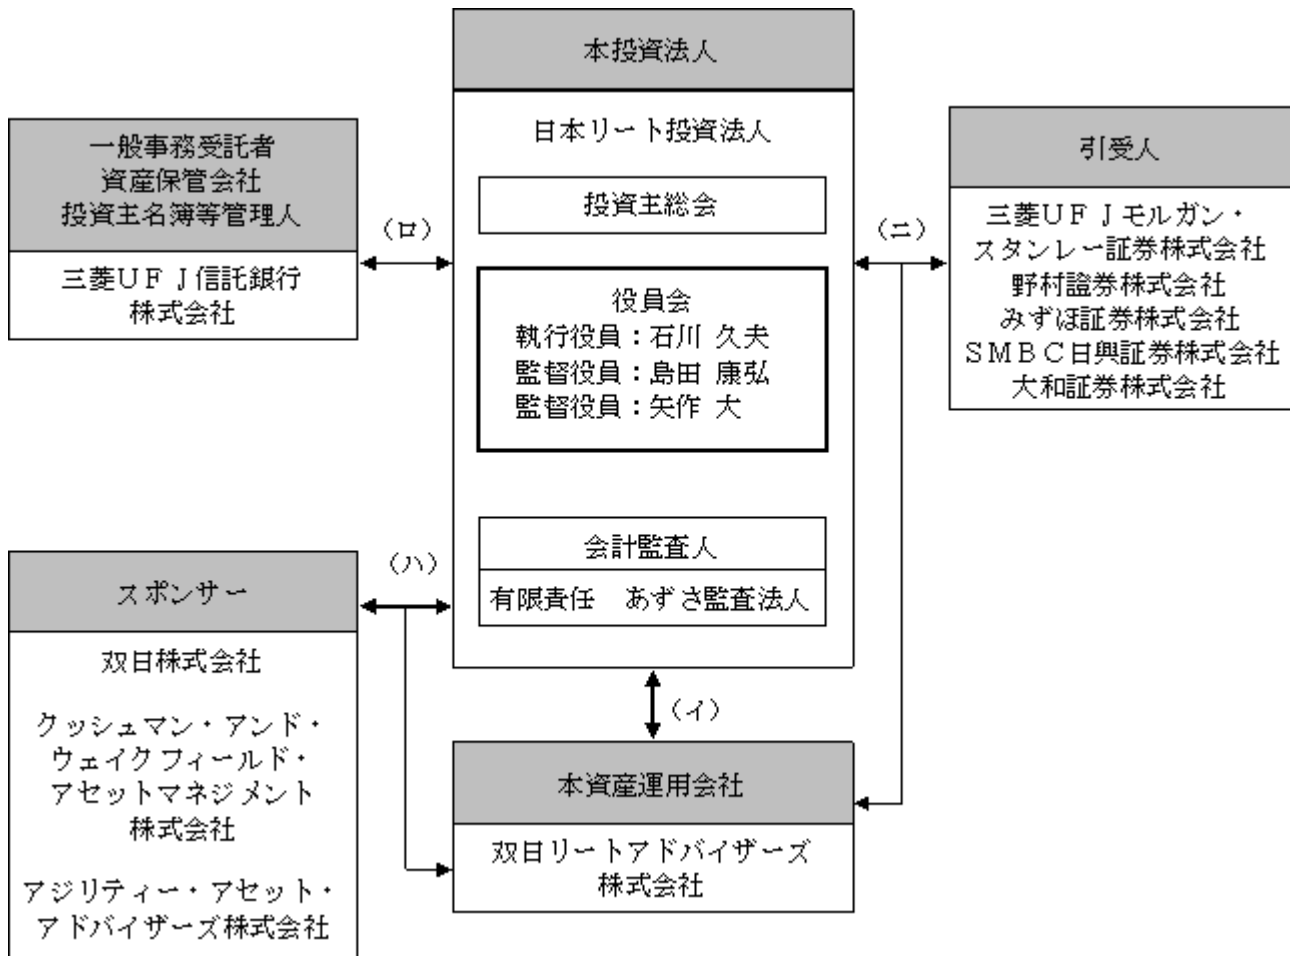 本投資法人
日本リート投資法人
投資主総会
役員会
執行役員：石川 久夫
監督役員：島田 康弘
監督役員：矢作 大
会計監査人
有限責任　あずさ監査法人
一般事務受託者
資産保管会社
投資主名簿等管理人
三菱ＵＦＪ信託銀行
株式会社
（ロ）
（ニ）
引受人
三菱ＵＦＪモルガン・
スタンレー証券株式会社
野村證券株式会社
みずほ証券株式会社
ＳＭＢＣ日興証券株式会社
大和証券株式会社
スポンサー
双日株式会社
クッシュマン・アンド・
ウェイクフィールド・
アセットマネジメント
株式会社
アジリティー・アセット・
アドバイザーズ株式会社
（ハ）
（イ）
本資産運用会社
双日リートアドバイザーズ
株式会社